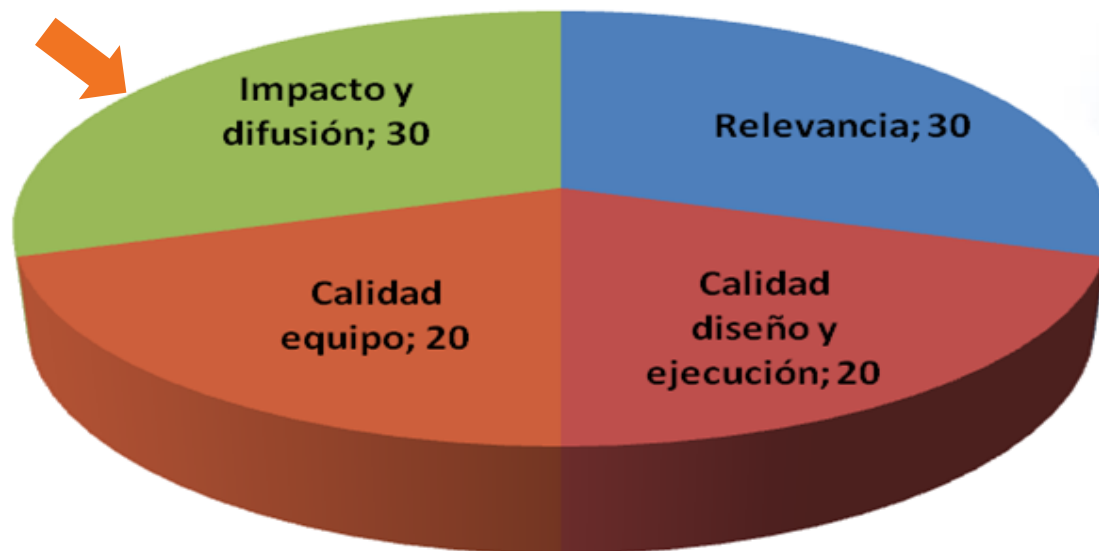 Impacto y
difusión; 30
Relevancia; 30
Calidad
equipo; 20
Calidad
diseño y
ejecución; 20